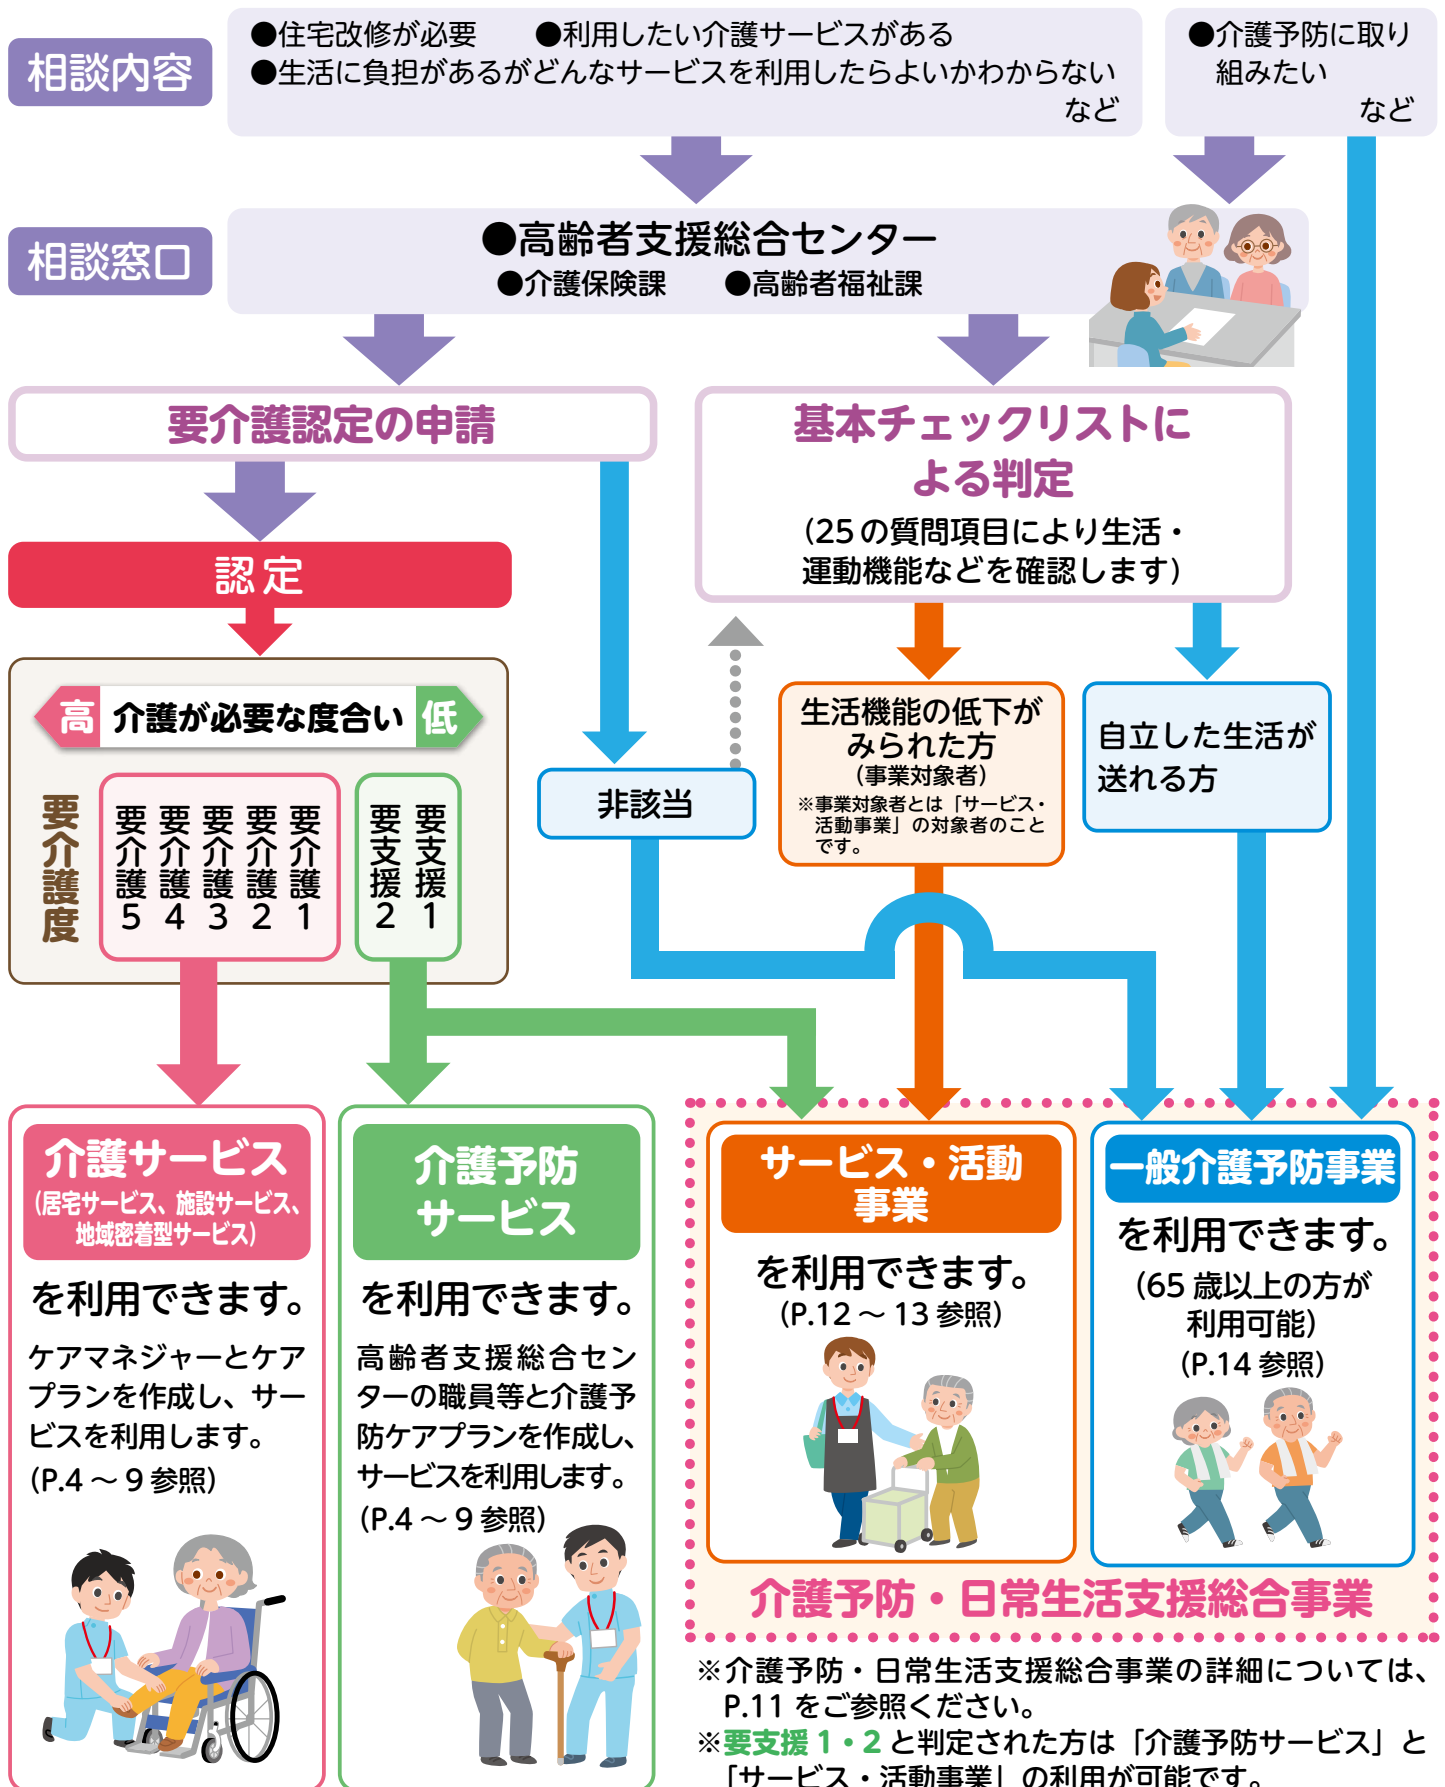 相談内容
●住宅改修が必要　●利用したい介護サービスがある
●生活に負担があるがどんなサービスを利用したらよいかわからない
など
●介護予防に取り
組みたい
など
相談窓口
●高齢者支援総合センター
●介護保険課　●高齢者福祉課
要介護認定の申請
基本チェックリストに
よる判定
（25の質問項目により生活・
運動機能などを確認します）
認定
高 介護が必要な度合い 低
要介護度
要介護5
要介護4
要介護3
要介護2
要介護1
要支援2
要支援1
非該当
生活機能の低下が
みられた方
（事業対象者）
※事業対象者とは「サービス・
活動事業」の対象者のこと
です。
自立した生活が
送れる方
介護サービス
（居宅サービス、施設サービス、
地域密着型サービス）
を利用できます。
ケアマネジャーとケア
プランを作成し、サー
ビスを利用します。
（P.4～9参照）
介護予防
サービス
を利用できます。
高齢者支援総合セン
ターの職員等と介護予
防ケアプランを作成し、
サービスを利用します。
（P.4～9参照）
サービス・活動
事業
を利用できます。
（P.12～13参照）
一般介護予防事業
を利用できます。
（65歳以上の方が
利用可能）
（P.14参照）
介護予防・日常生活支援総合事業
※介護予防・日常生活支援総合事業の詳細については、
P.11をご参照ください。
※要支援1・2と判定された方は「介護予防サービス」と
「サービス・活動事業」の利用が可能です。